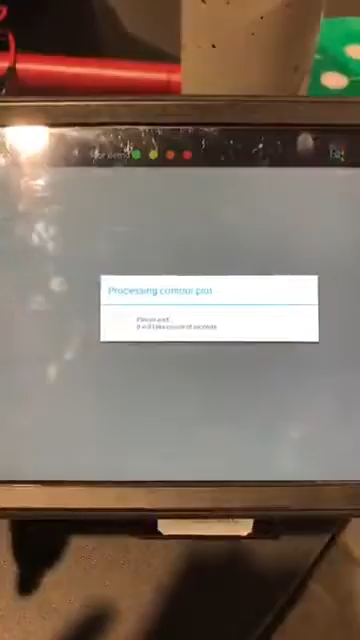 Processing contour plot
Please wait..
It will take couple of seconds